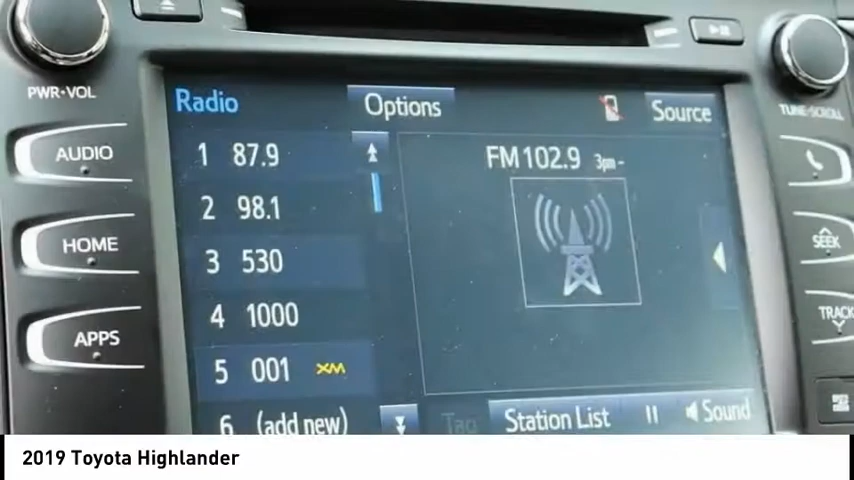 PWR•VOL
AUDIO
HOME
APPS
Radio
Options
Source
1 87.9
2 98.1
3 530
4 1000
5 001 XM
6 (add new)
FM 102.9 3pm-
Tag
Station List
Sound
TUNE•SCROLL
SEEK
TRACK
2019 Toyota Highlander